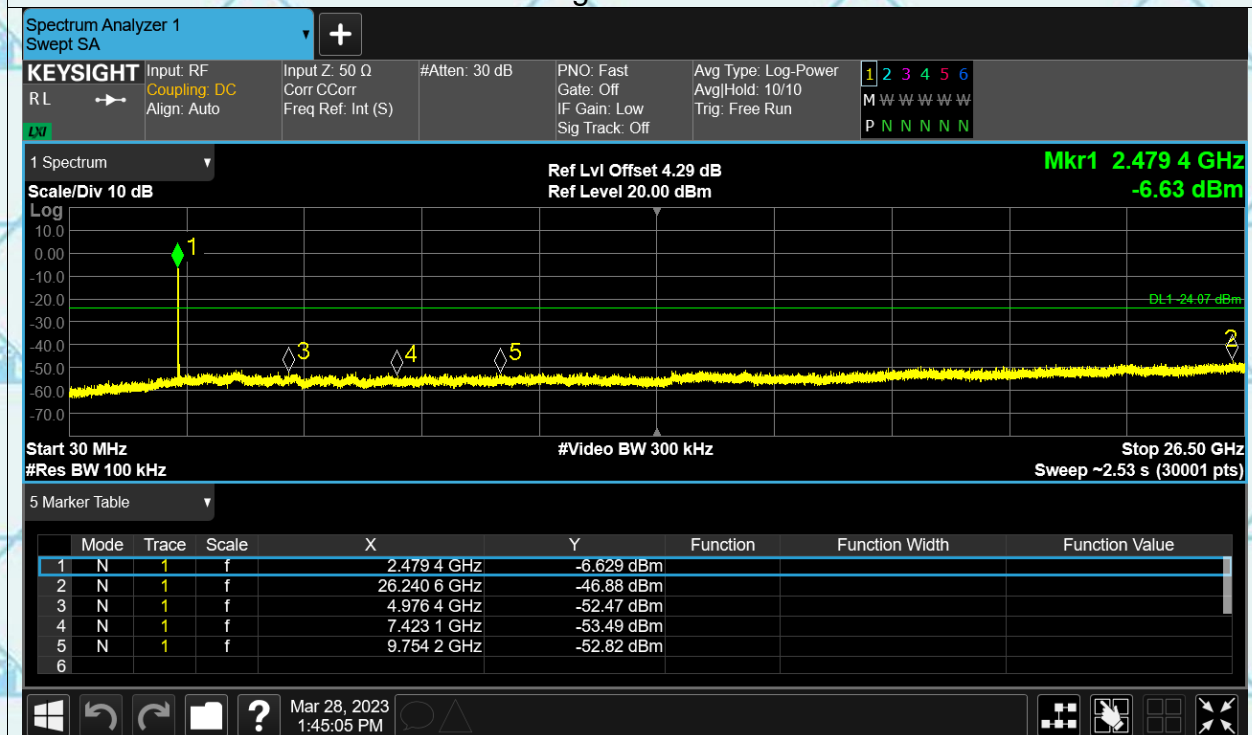 Spectrum Analyzer 1
Swept SA
+
KEYSIGHT
RL
LXI
Input: RF
Coupling: DC
Align: Auto
Input Z: 50 Ω
Corr CCorr
Freq Ref: Int (S)
#Atten: 30 dB
PNO: Fast
Gate: Off
IF Gain: Low
Sig Track: Off
Avg Type: Log-Power
Avg|Hold: 10/10
Trig: Free Run
1 2 3 4 5 6
M W W W W W
P N N N N N
1 Spectrum
Scale/Div 10 dB
Ref Lvl Offset 4.29 dB
Ref Level 20.00 dBm
Mkr1 2.479 4 GHz
-6.63 dBm
Log
10.0
0.00
-10.0
-20.0
-30.0
-40.0
-50.0
-60.0
-70.0
1
DL1 -24.07 dBm
3
4
5
2
Start 30 MHz
#Res BW 100 kHz
#Video BW 300 kHz
Stop 26.50 GHz
Sweep ~2.53 s (30001 pts)
5 Marker Table
Mode Trace Scale X Y Function Function Width Function Value
1 N 1 f 2.479 4 GHz -6.629 dBm
2 N 1 f 26.240 6 GHz -46.88 dBm
3 N 1 f 4.976 4 GHz -52.47 dBm
4 N 1 f 7.423 1 GHz -53.49 dBm
5 N 1 f 9.754 2 GHz -52.82 dBm
6
?
Mar 28, 2023
1:45:05 PM